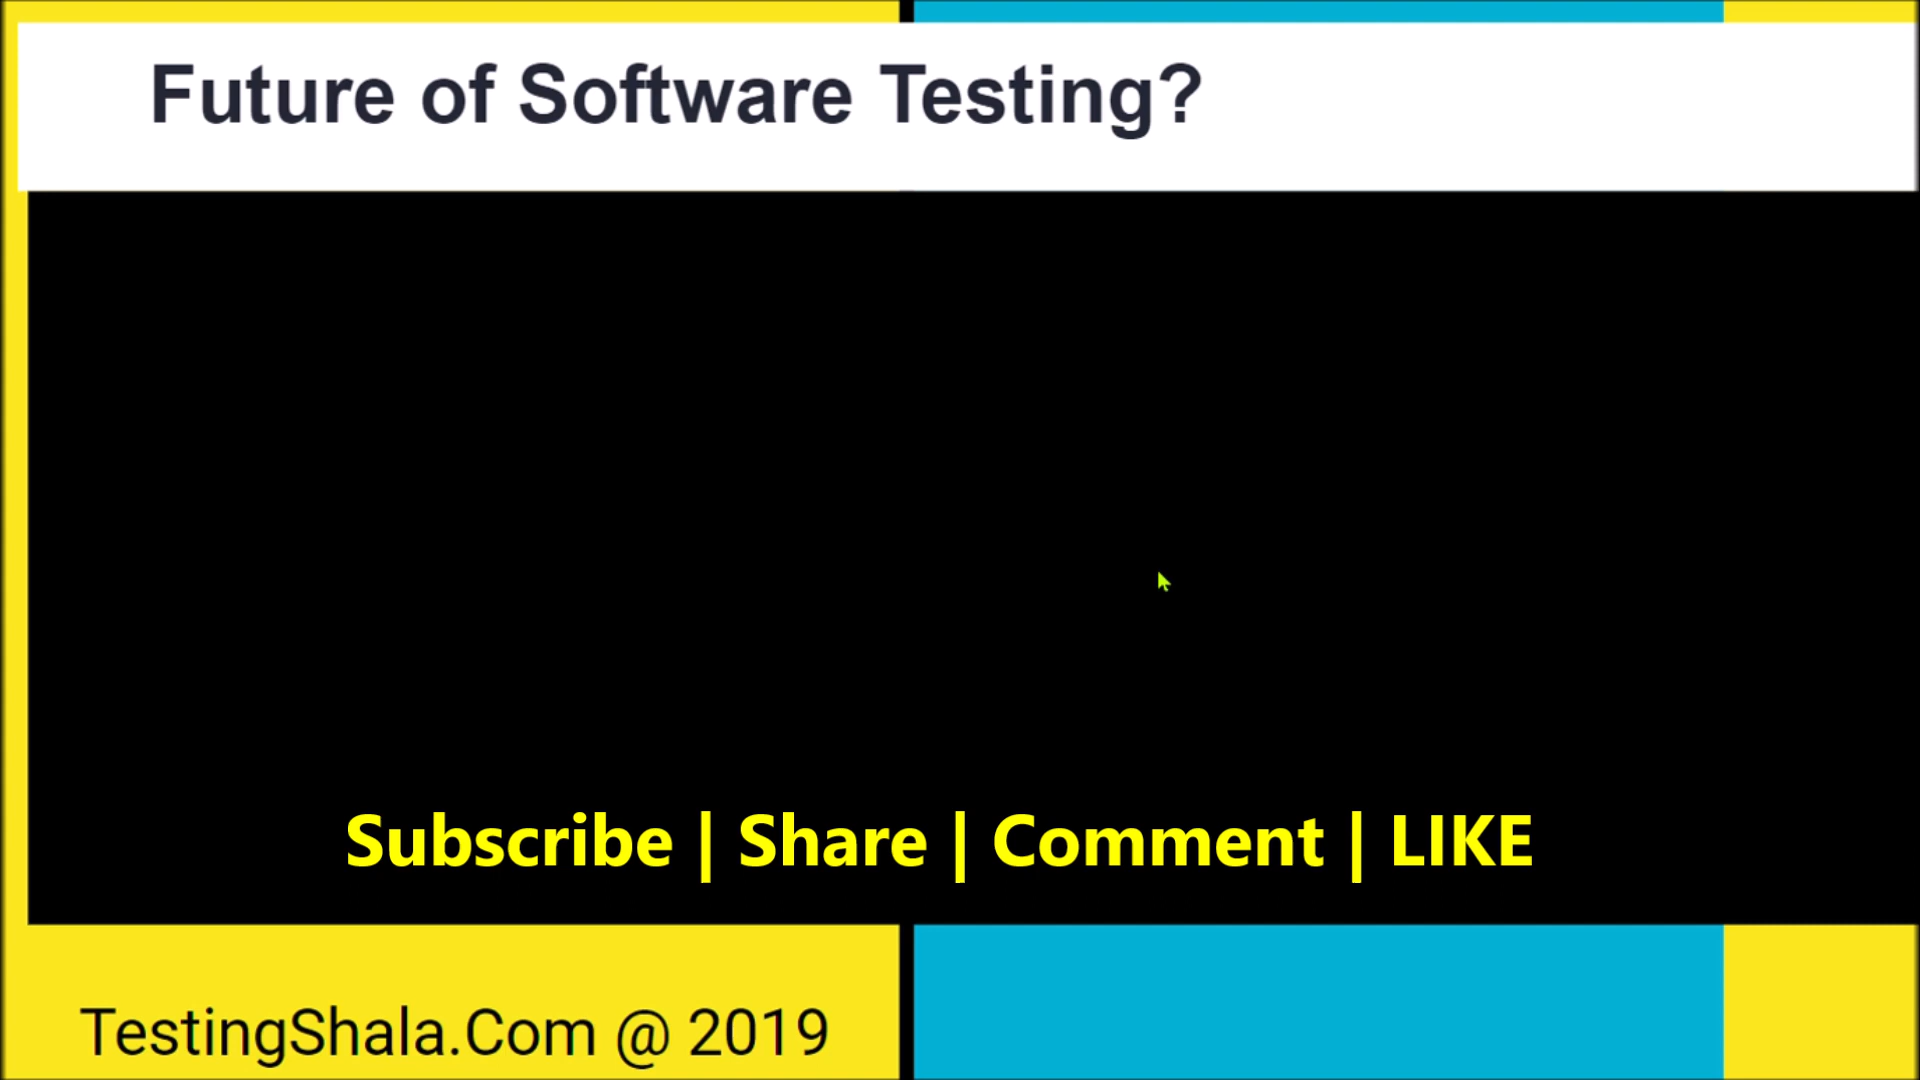 Future of Software Testing?
Subscribe | Share | Comment | LIKE
TestingShala.Com @ 2019